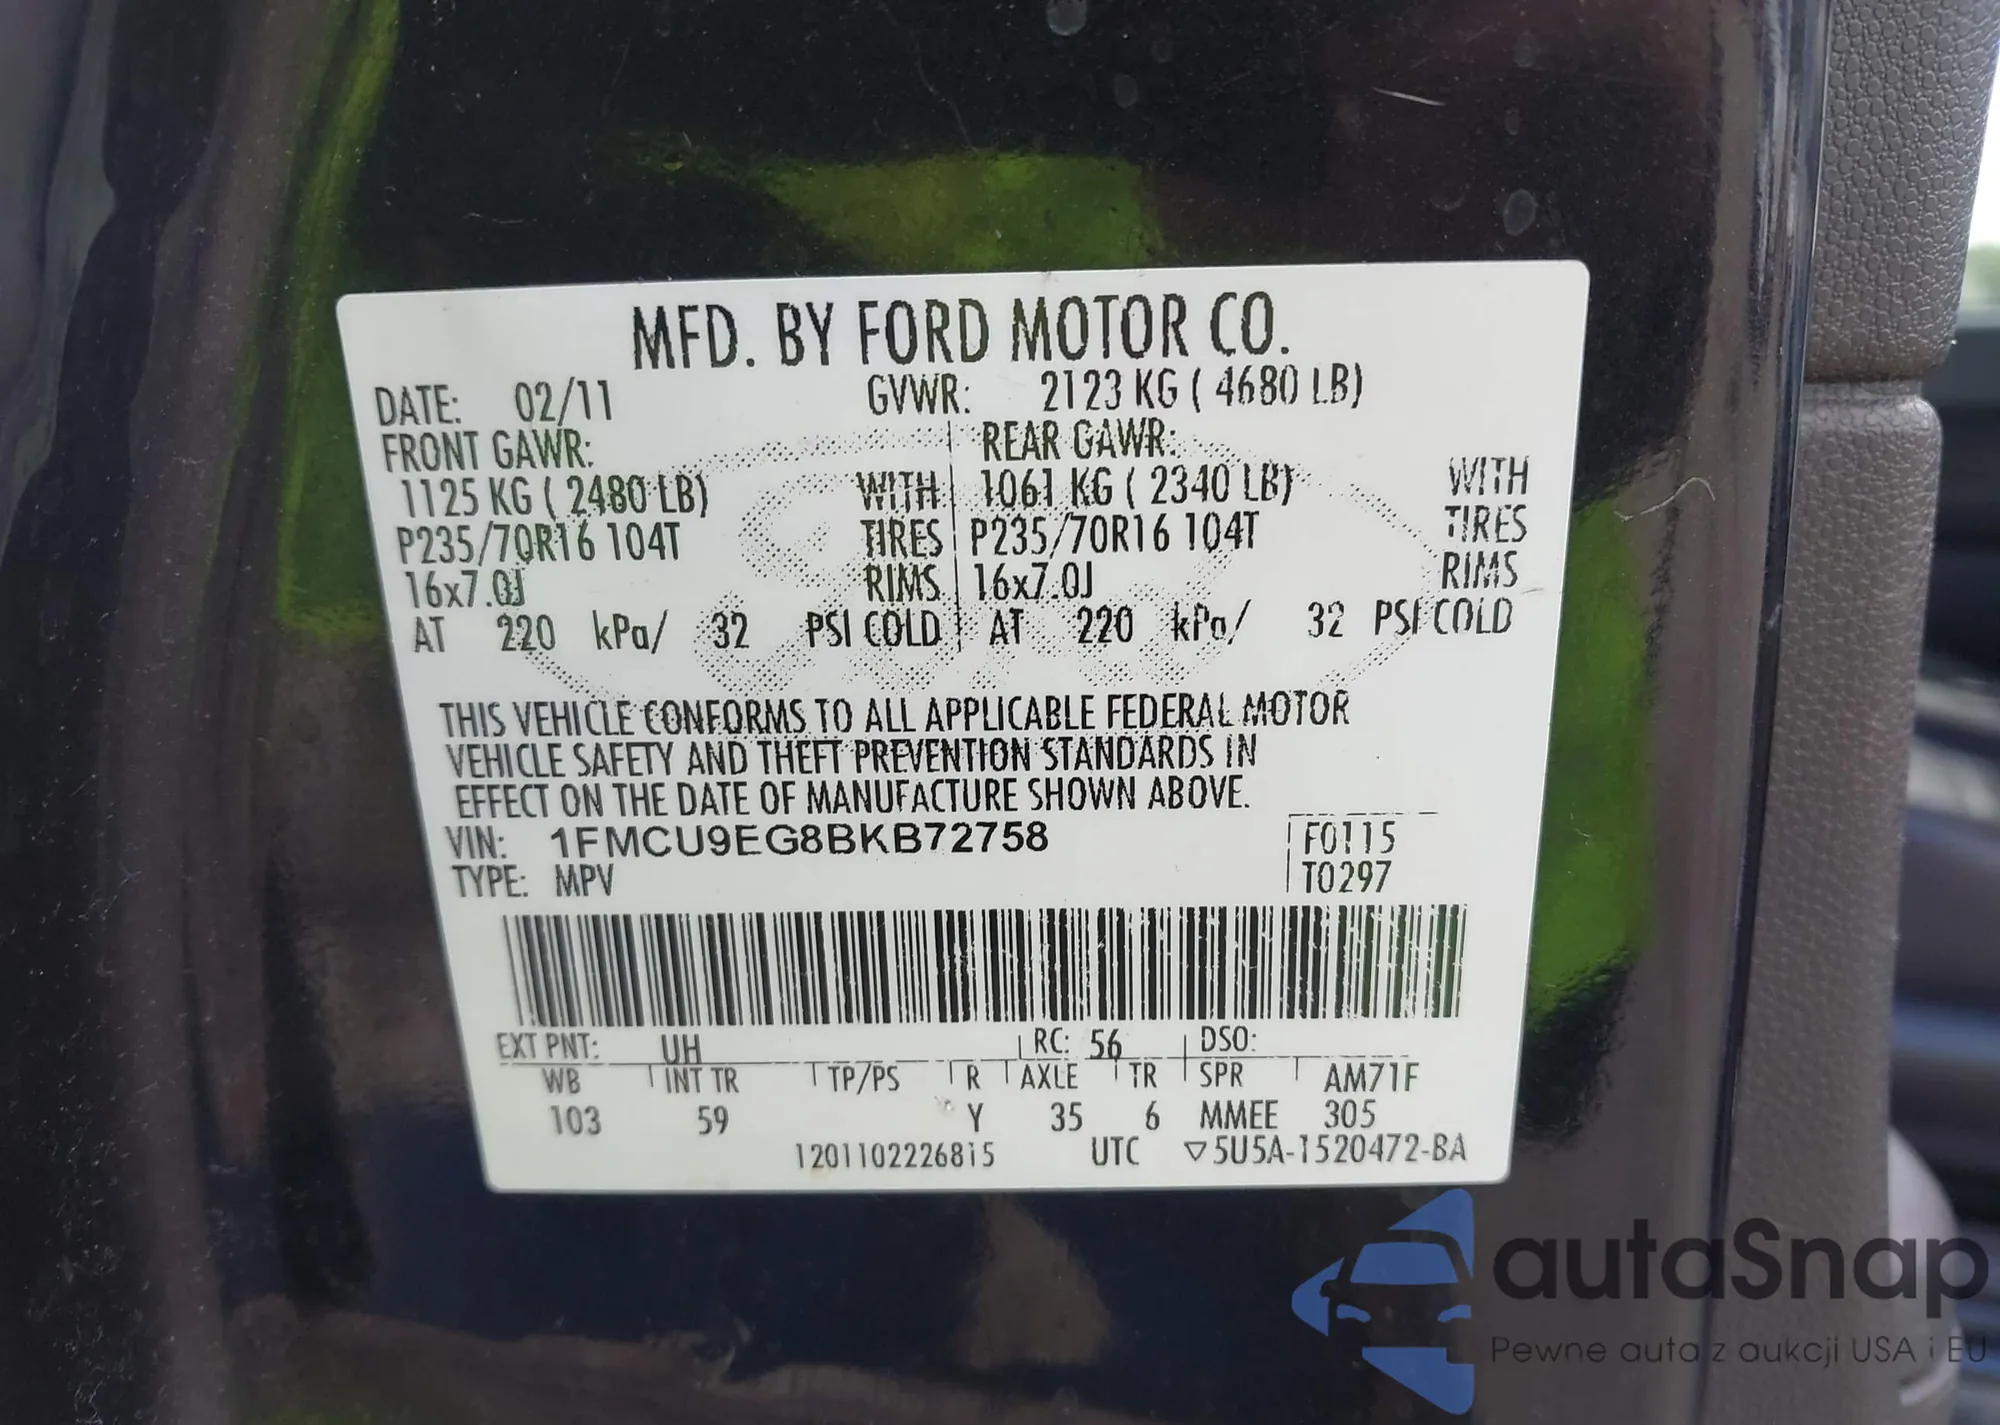 MFD. BY FORD MOTOR CO.
DATE: 02/11 GVWR: 2123 KG ( 4680 LB)
FRONT GAWR: REAR GAWR:
1125 KG ( 2480 LB) WITH 1061 KG ( 2340 LB) WITH
P235/70R16 104T TIRES P235/70R16 104T TIRES
16x7.0J RIMS 16x7.0J RIMS
AT 220 kPa/ 32 PSI COLD AT 220 kPa/ 32 PSI COLD
THIS VEHICLE CONFORMS TO ALL APPLICABLE FEDERAL MOTOR
VEHICLE SAFETY AND THEFT PREVENTION STANDARDS IN
EFFECT ON THE DATE OF MANUFACTURE SHOWN ABOVE.
VIN: 1FMCU9EG8BKB72758 F0115
TYPE: MPV T0297
EXT PNT: UH RC: 56 DSO:
WB INT TR TP/PS R AXLE TR SPR AM71F
103 59 Y 35 6 MMEE 305
1201102226815 UTC ▽5U5A-1520472-BA
autaSnap
Pewne auta z aukcji USA i EU